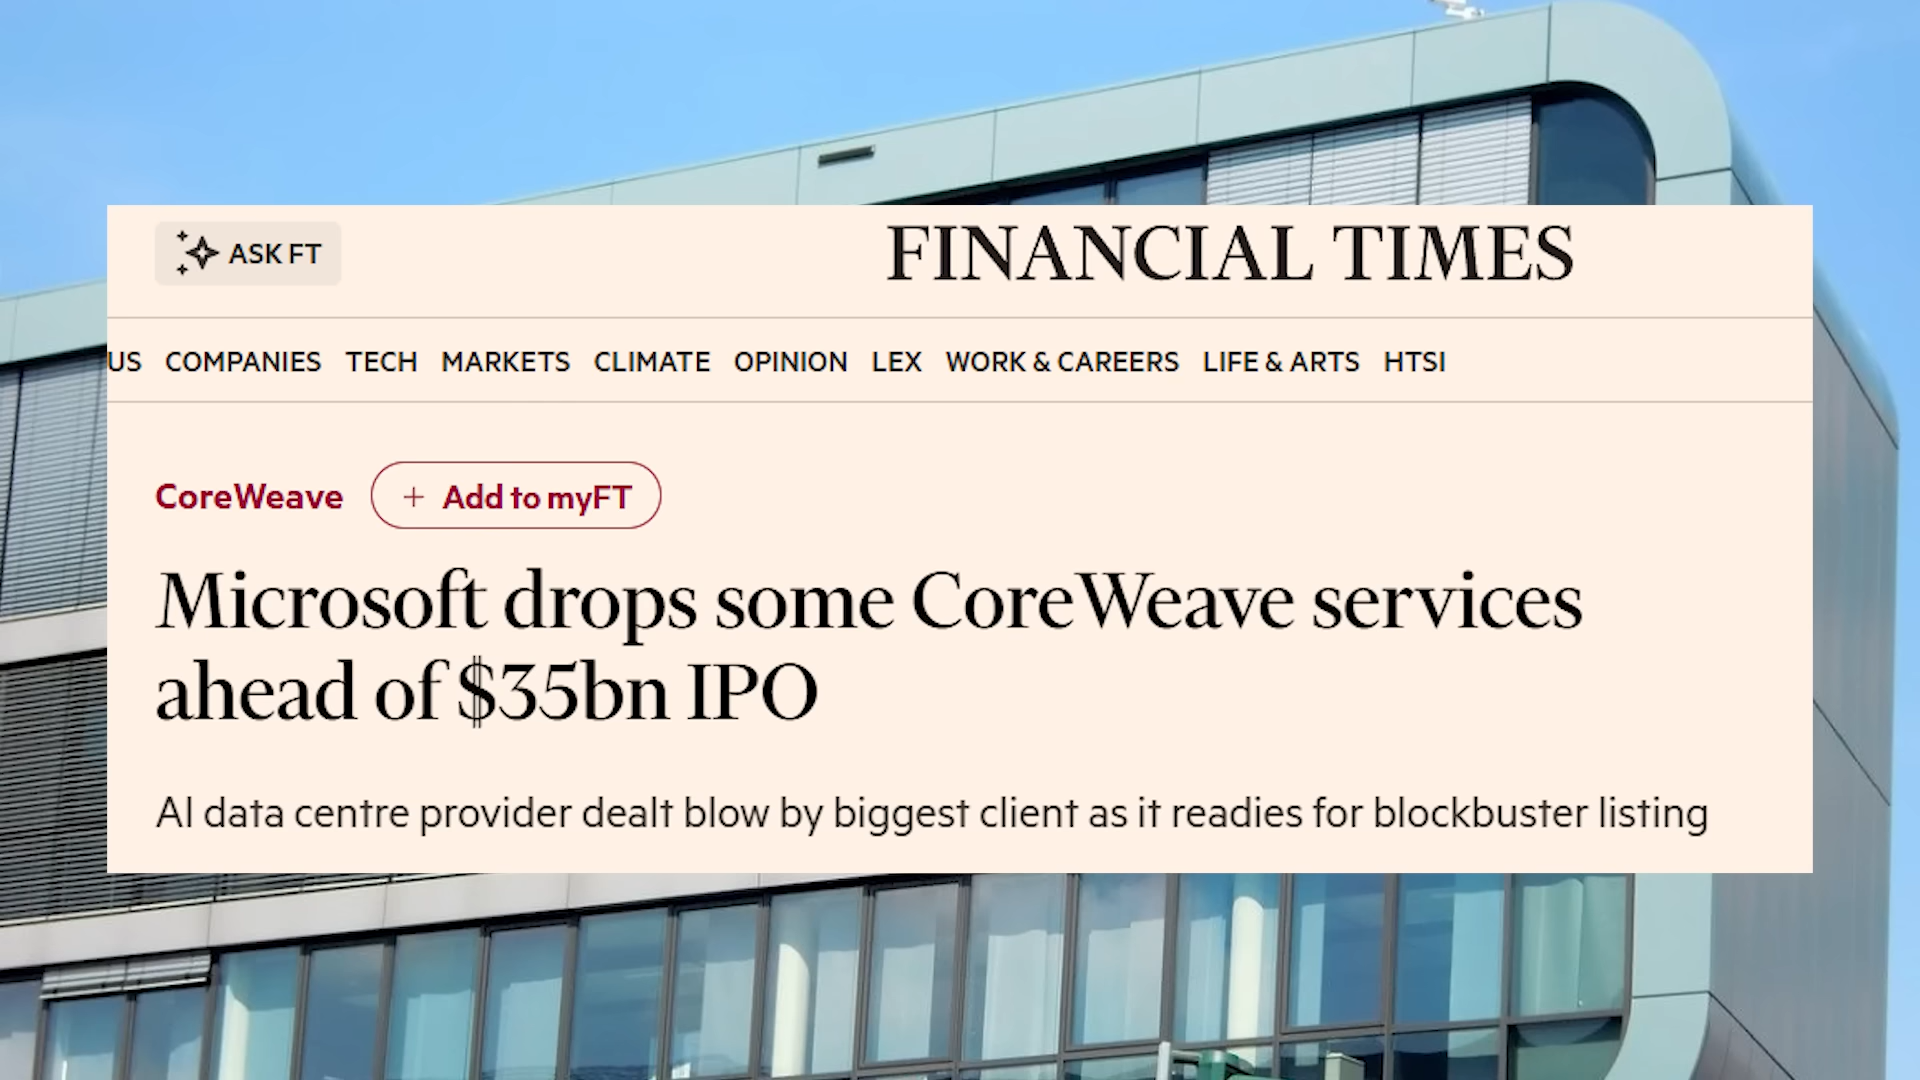 ASK FT
FINANCIAL TIMES
US COMPANIES TECH MARKETS CLIMATE OPINION LEX WORK & CAREERS LIFE & ARTS HTSI
CoreWeave + Add to myFT
Microsoft drops some CoreWeave services
ahead of $35bn IPO
AI data centre provider dealt blow by biggest client as it readies for blockbuster listing